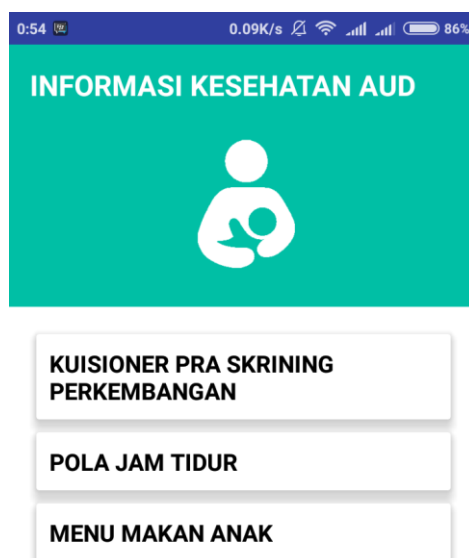 0:54 0.09K/s 86%
INFORMASI KESEHATAN AUD
KUISIONER PRA SKRINING
PERKEMBANGAN
POLA JAM TIDUR
MENU MAKAN ANAK